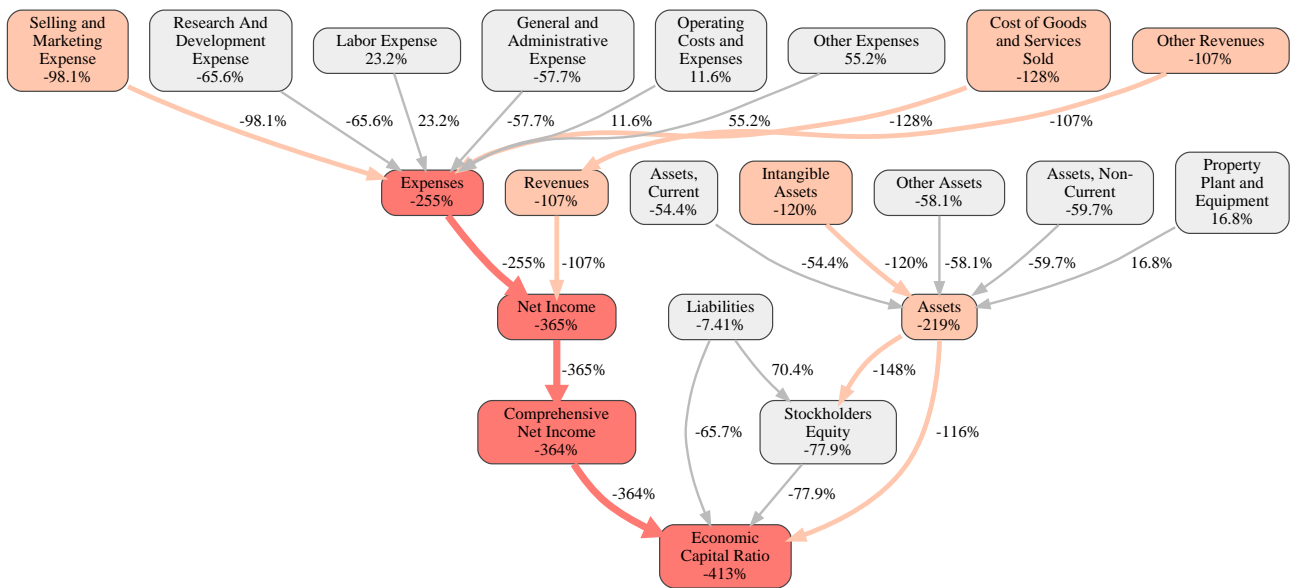 Selling and
Marketing
Expense
-98.1%
Research And
Development
Expense
-65.6%
Labor Expense
23.2%
General and
Administrative
Expense
-57.7%
Operating
Costs and
Expenses
11.6%
Other Expenses
55.2%
Cost of Goods
and Services
Sold
-128%
Other Revenues
-107%
-98.1%
-65.6%
23.2%
-57.7%
11.6%
55.2%
-128%
-107%
Expenses
-255%
Revenues
-107%
Assets,
Current
-54.4%
Intangible
Assets
-120%
Other Assets
-58.1%
Assets, Non-
Current
-59.7%
Property
Plant and
Equipment
16.8%
-255%
-107%
-54.4%
-120%
-58.1%
-59.7%
16.8%
Net Income
-365%
Liabilities
-7.41%
Assets
-219%
-365%
70.4%
-148%
Comprehensive
Net Income
-364%
Stockholders
Equity
-77.9%
-65.7%
-116%
-364%
-77.9%
Economic
Capital Ratio
-413%